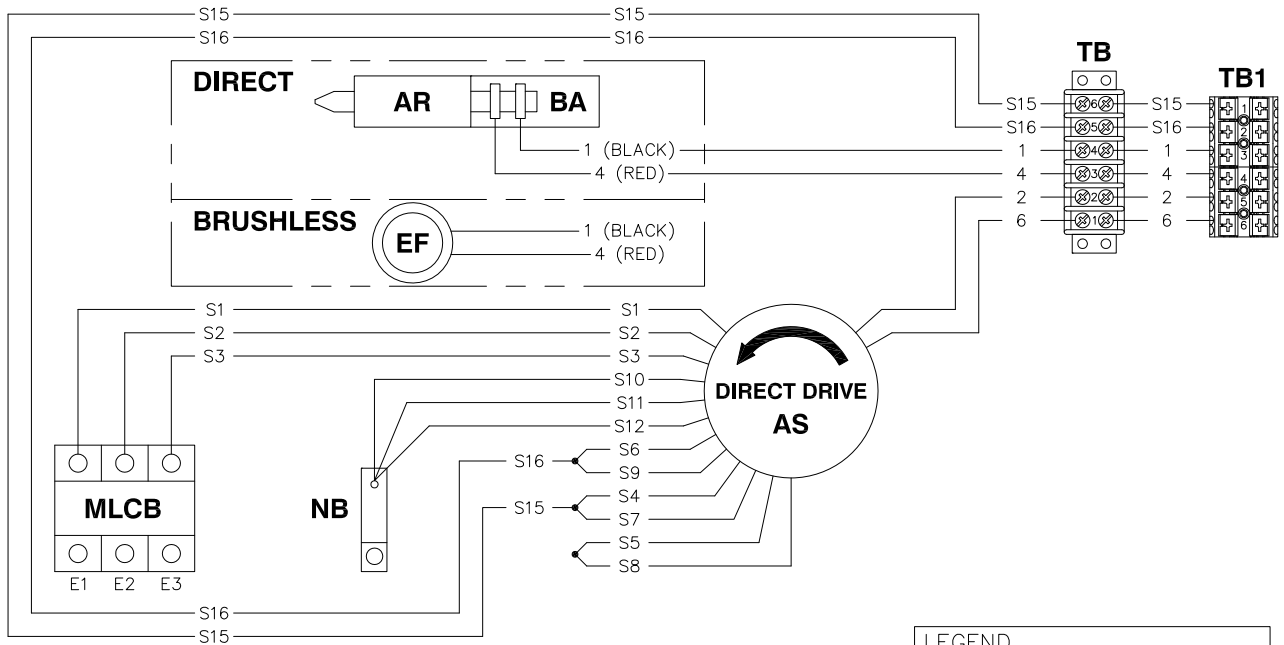 S15 S15
S16 S16
TB
DIRECT
TB1
AR BA
S15 6 S15 1
S16 5 S16 2
1 (BLACK) 1 4 1 3
4 (RED) 4 3 4 4
2 2 2 5
BRUSHLESS
6 1 6 6
EF
1 (BLACK)
4 (RED)
S1 S1
S2 S2
S3 S3
S10
DIRECT DRIVE
S11
AS
S12
S6
S16
S9
S4
MLCB NB
S15
S7
S5
S8
E1 E2 E3
S16
S15
LEGEND